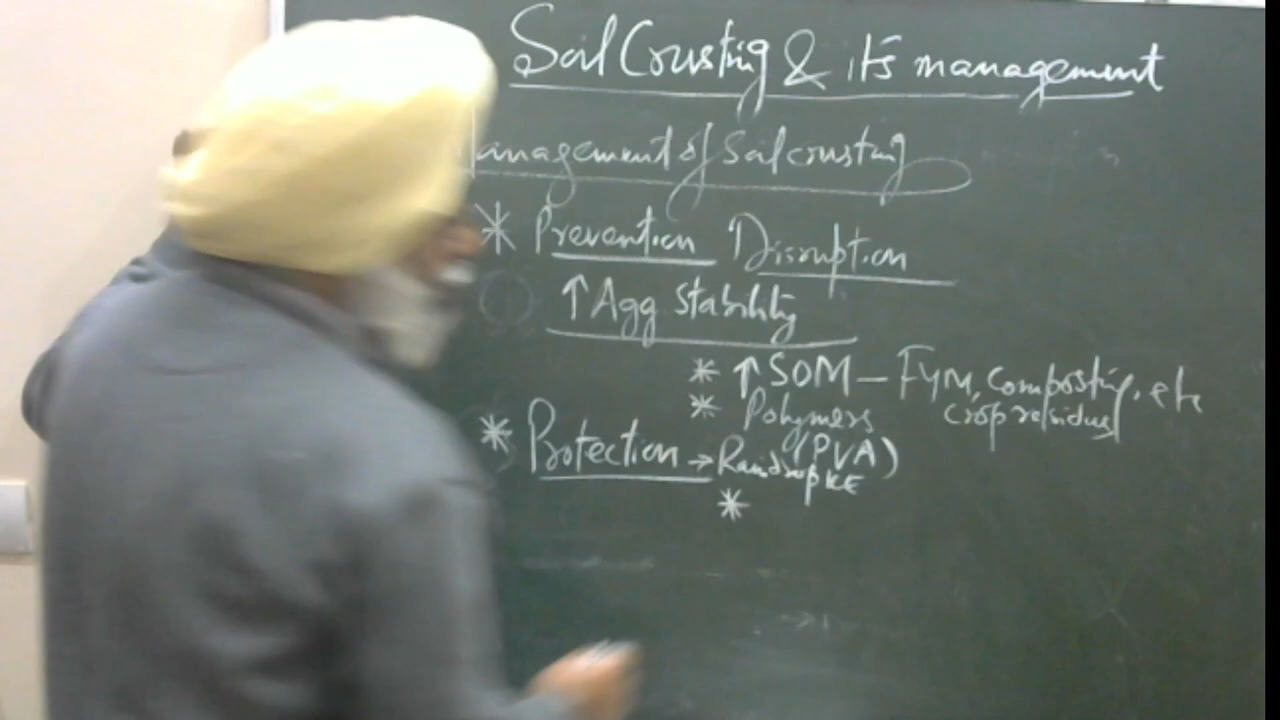 Soil Crusting & its management
anagement of Soil crusting
* Prevention Disruption
↑ Agg Stability
* ↑ SOM – FYM, Composting, etc
crop residues
* Polymers
(PVA)
* Protection → Raindrop KE
*